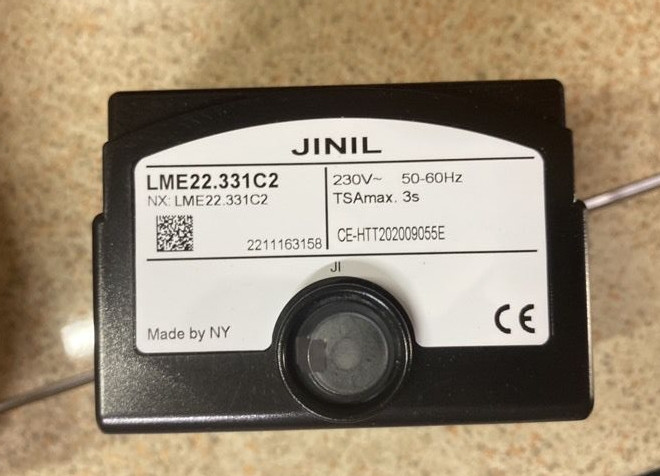 JINIL
LME22.331C2
NX: LME22.331C2
2211163158
230V~ 50-60Hz
TSAmax. 3s
CE-HTT202009055E
JI
Made by NY
CE